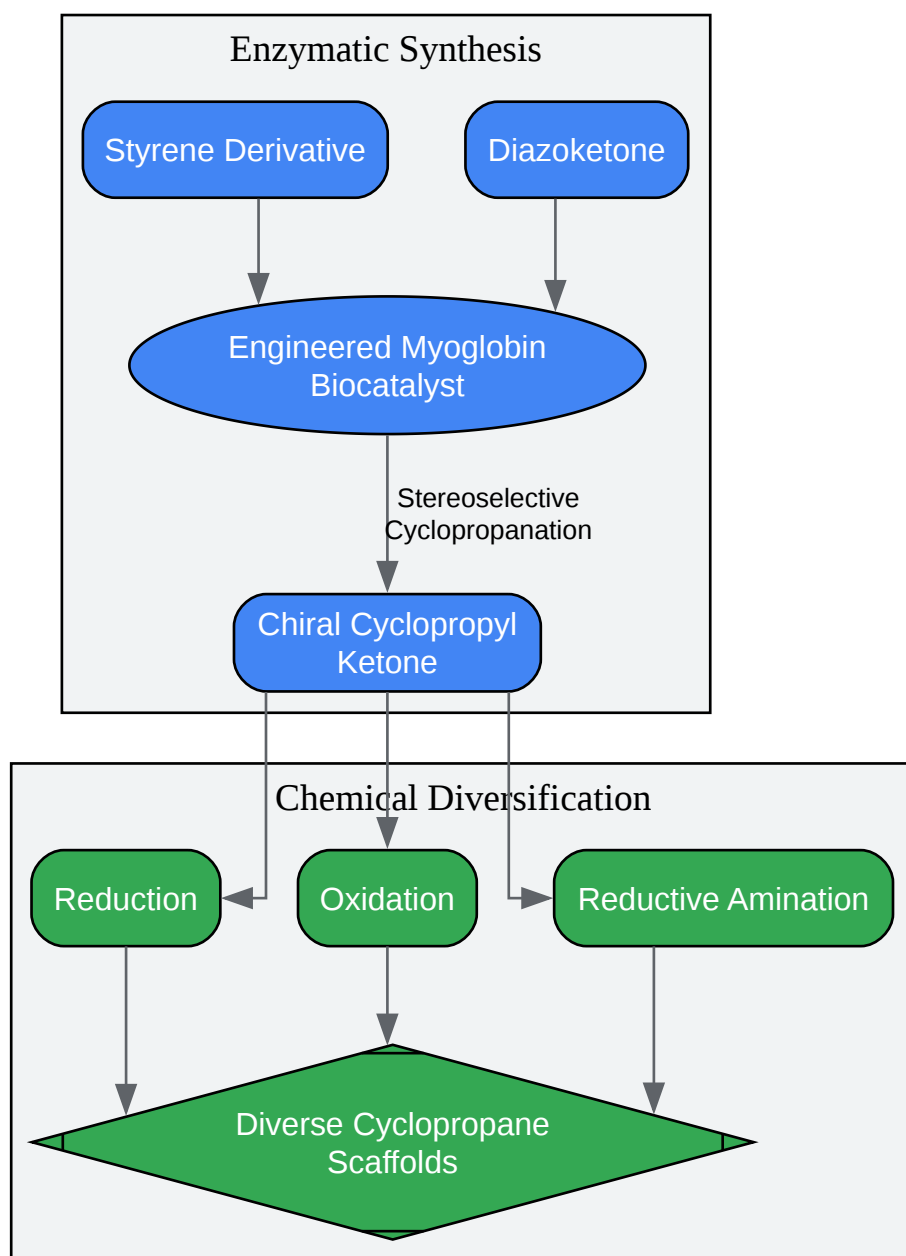 Enzymatic Synthesis
Styrene Derivative
Diazoketone
Engineered Myoglobin
Biocatalyst
Stereoselective
Cyclopropanation
Chiral Cyclopropyl
Ketone
Chemical Diversification
Reduction
Oxidation
Reductive Amination
Diverse Cyclopropane
Scaffolds